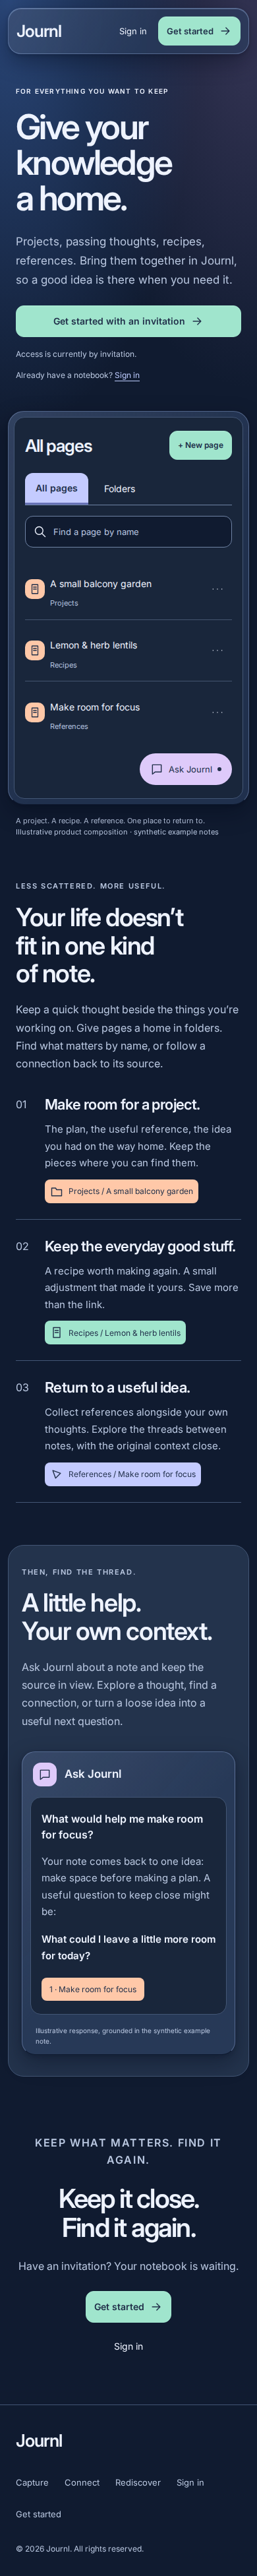 Journl
Sign in
Get started
FOR EVERYTHING YOU WANT TO KEEP
Give your
knowledge
a home.
Projects, passing thoughts, recipes,
references. Bring them together in Journl,
so a good idea is there when you need it.
Get started with an invitation
Access is currently by invitation.
Already have a notebook? Sign in
All pages
+ New page
All pages
Folders
Find a page by name
A small balcony garden
Projects
Lemon & herb lentils
Recipes
Make room for focus
References
Ask Journl
A project. A recipe. A reference. One place to return to.
Illustrative product composition · synthetic example notes
LESS SCATTERED. MORE USEFUL.
Your life doesn’t
fit in one kind
of note.
Keep a quick thought beside the things you’re
working on. Give pages a home in folders.
Find what matters by name, or follow a
connection back to its source.
01
Make room for a project.
The plan, the useful reference, the idea
you had on the way home. Keep the
pieces where you can find them.
Projects / A small balcony garden
02
Keep the everyday good stuff.
A recipe worth making again. A small
adjustment that made it yours. Save more
than the link.
Recipes / Lemon & herb lentils
03
Return to a useful idea.
Collect references alongside your own
thoughts. Explore the threads between
notes, with the original context close.
References / Make room for focus
THEN, FIND THE THREAD.
A little help.
Your own context.
Ask Journl about a note and keep the
source in view. Explore a thought, find a
connection, or turn a loose idea into a
useful next question.
Ask Journl
What would help me make room
for focus?
Your note comes back to one idea:
make space before making a plan. A
useful question to keep close might
be:
What could I leave a little more room
for today?
1 · Make room for focus
Illustrative response, grounded in the synthetic example
note.
KEEP WHAT MATTERS. FIND IT
AGAIN.
Keep it close.
Find it again.
Have an invitation? Your notebook is waiting.
Get started
Sign in
Journl
Capture
Connect
Rediscover
Sign in
Get started
© 2026 Journl. All rights reserved.